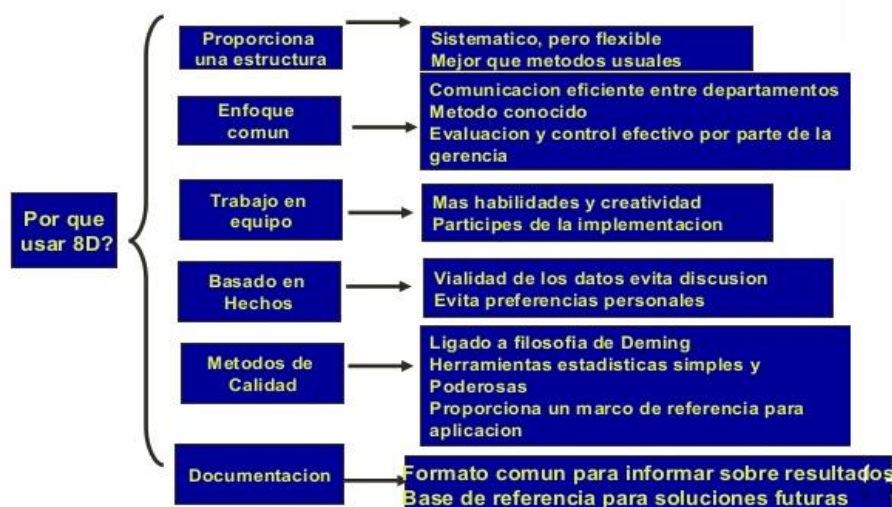 Por que
usar 8D?
Proporciona
una estructura
Sistematico, pero flexible
Mejor que metodos usuales
Enfoque
comun
Comunicacion eficiente entre departamentos
Metodo conocido
Evaluacion y control efectivo por parte de la
gerencia
Trabajo en
equipo
Mas habilidades y creatividad
Participes de la implementacion
Basado en
Hechos
Vialidad de los datos evita discusion
Evita preferencias personales
Metodos de
Calidad
Ligado a filosofia de Deming
Herramientas estadisticas simples y
Poderosas
Proporciona un marco de referencia para
aplicacion
Documentacion
Formato comun para informar sobre resultados
Base de referencia para soluciones futuras